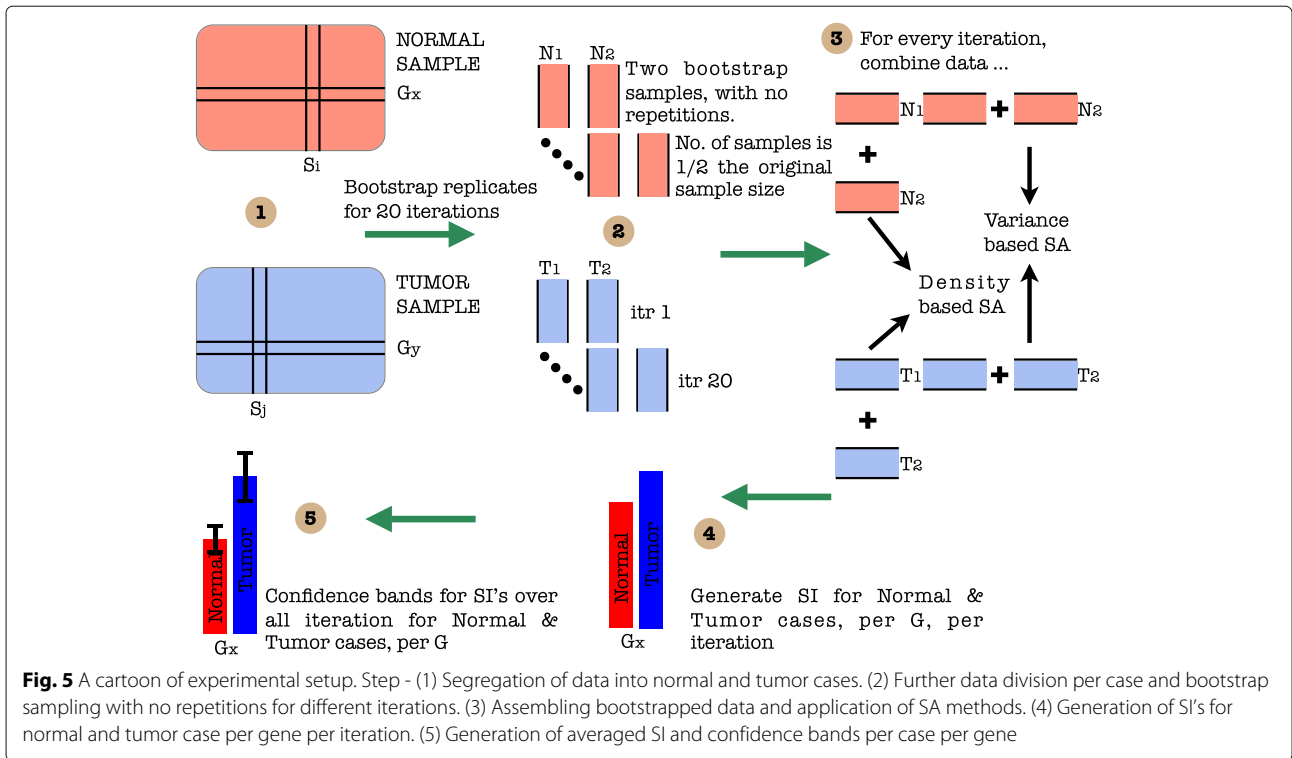 NORMAL
SAMPLE
Gx
Si
1
Bootstrap replicates
for 20 iterations
TUMOR
SAMPLE
Gy
Sj
N1 N2
Two bootstrap
samples, with no
repetitions.
No. of samples is
1/2 the original
sample size
2
T1 T2
itr 1
itr 20
3 For every iteration,
combine data ...
N1 + N2
+
N2
Variance
based SA
Density
based SA
T1 + T2
+
T2
4
Normal
Tumor
Gx
Generate SI for Normal &
Tumor cases, per G, per
iteration
5
Normal
Tumor
Gx
Confidence bands for SI's over
all iteration for Normal &
Tumor cases, per G
Fig. 5 A cartoon of experimental setup. Step - (1) Segregation of data into normal and tumor cases. (2) Further data division per case and bootstrap
sampling with no repetitions for different iterations. (3) Assembling bootstrapped data and application of SA methods. (4) Generation of SI's for
normal and tumor case per gene per iteration. (5) Generation of averaged SI and confidence bands per case per gene